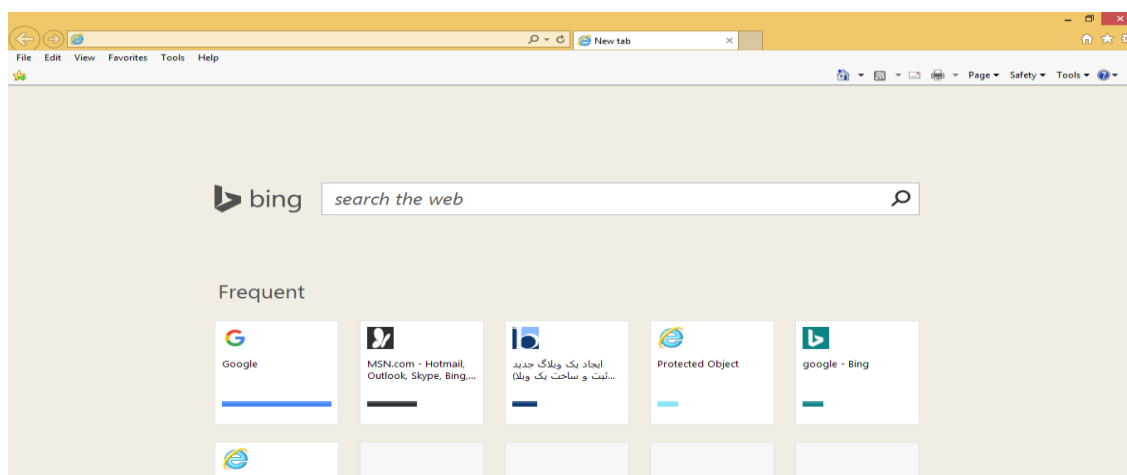 New tab
File Edit View Favorites Tools Help
Page Safety Tools
bing
search the web
Frequent
Google
MSN.com - Hotmail,
Outlook, Skype, Bing,...
ایجاد یک وبلاگ جدید
(ثبت و ساخت یک وبلا...
Protected Object
google - Bing